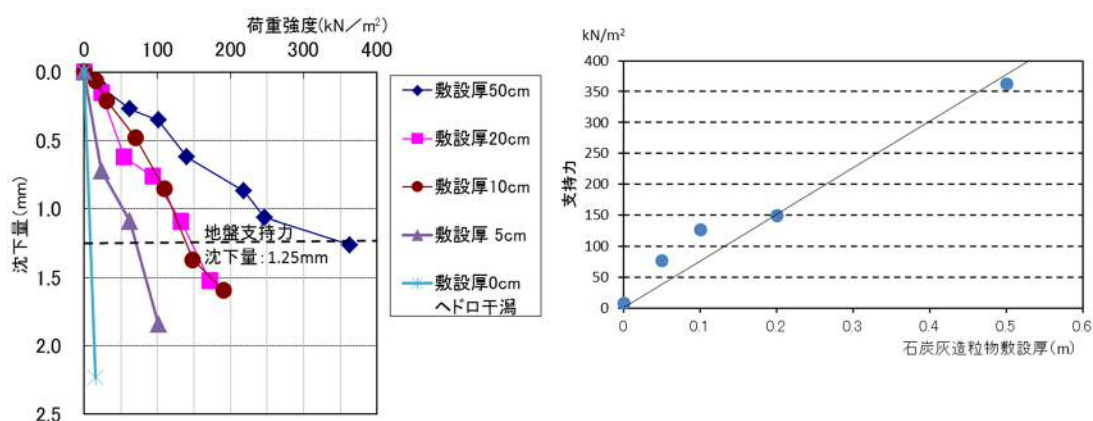 荷重強度(kN／m²)
0 100 200 300 400
0.0
0.5
1.0
1.5
2.0
2.5
沈下量(mm)
地盤支持力
沈下量：1.25mm
敷設厚50cm
敷設厚20cm
敷設厚10cm
敷設厚 5cm
敷設厚0cm
ヘドロ干潟
kN/m²
400
350
300
250
200
150
100
50
0
支持力
0 0.1 0.2 0.3 0.4 0.5 0.6
石炭灰造粒物敷設厚(m)